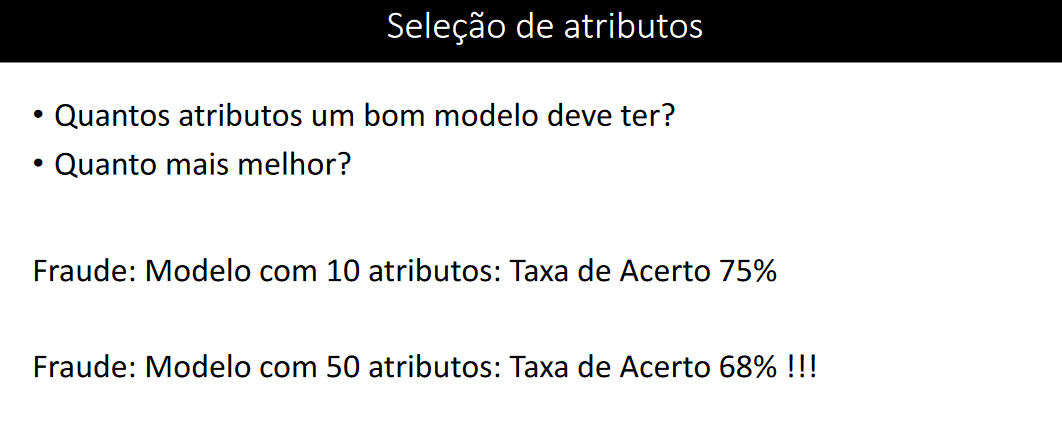 Seleção de atributos
• Quantos atributos um bom modelo deve ter?
• Quanto mais melhor?
Fraude: Modelo com 10 atributos: Taxa de Acerto 75%
Fraude: Modelo com 50 atributos: Taxa de Acerto 68% !!!